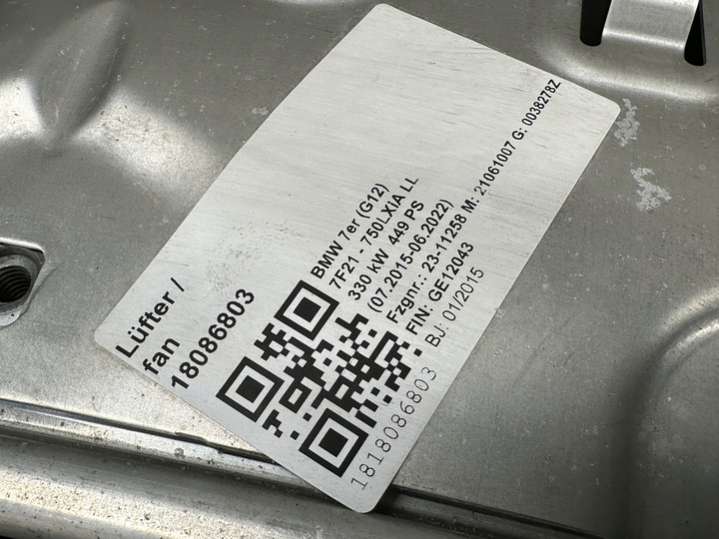 Lüfter /
fan
18086803
BMW 7er (G12)
7F21 - 750LXIA LL
330 kW 449 PS
(07.2015-06.2022)
Fzgnr.: 23-11258 M: 21061007 G: 0038278Z
FIN: GE12043
BJ: 01/2015
1818086803